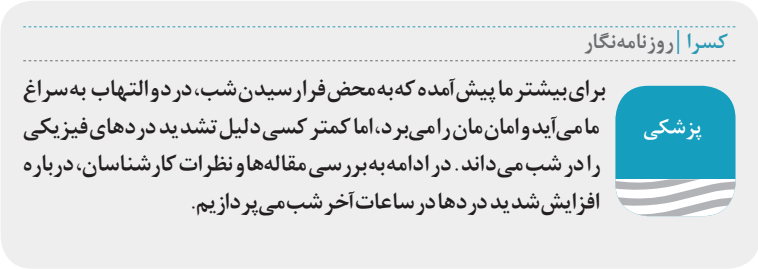 کسرا | روزنامه‌نگار
پزشکی
برای بیشتر ما پیش آمده که به محض فرا رسیدن شب، درد و التهاب به سراغ
ما می‌آید و امان‌مان را می‌برد، اما کمتر کسی دلیل تشدید دردهای فیزیکی
را در شب می‌داند. در ادامه به بررسی مقاله‌ها و نظرات کارشناسان، درباره
افزایش شدید دردها در ساعات آخر شب می‌پردازیم.